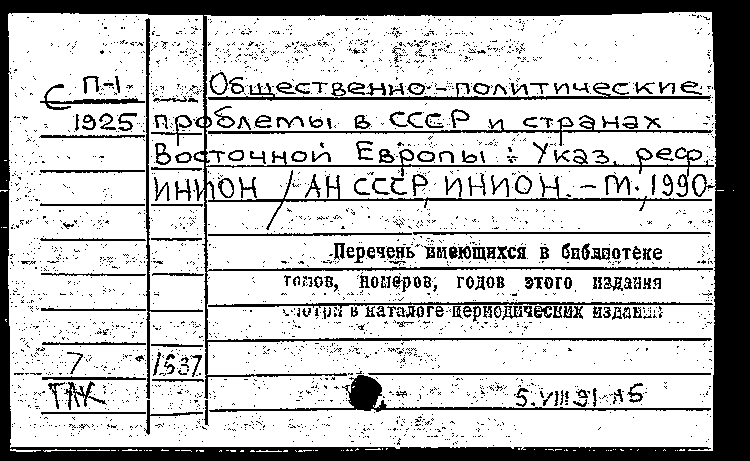 С П-1 Общественно-политические
1925 проблемы в СССР и странах
Восточной Европы : Указ. реф.
ИНИОН / АН СССР, ИНИОН. – М., 1990-
Перечень имеющихся в библиотеке
томов, номеров, годов этого издания
смотри в каталоге периодических изданий
7 1537
ГАК 5.VIII 91